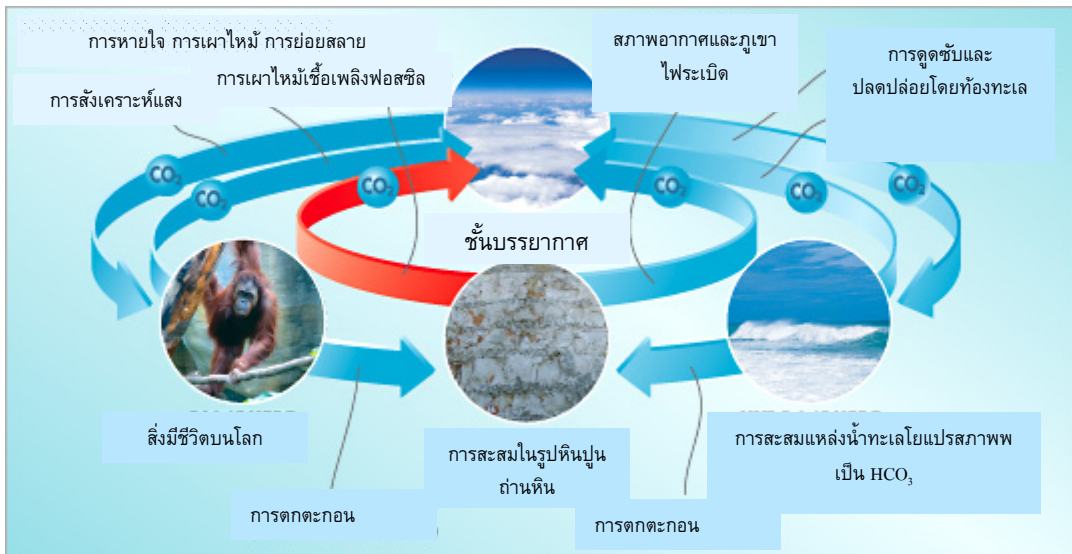 การหายใจ การเผาไหม้ การย่อยสลาย
การเผาไหม้เชื้อเพลิงฟอสซิล
การสังเคราะห์แสง
สภาพอากาศและภูเขา
ไฟระเบิด
การดูดซับและ
ปลดปล่อยโดยท้องทะเล
CO₂
CO₂
CO₂
CO₂
CO₂
CO₂
ชั้นบรรยากาศ
สิ่งมีชีวิตบนโลก
การสะสมในรูปหินปูน
ถ่านหิน
การสะสมแหล่งน้ำทะเลโยแปรสภาพพ
เป็น HCO₃
การตกตะกอน
การตกตะกอน